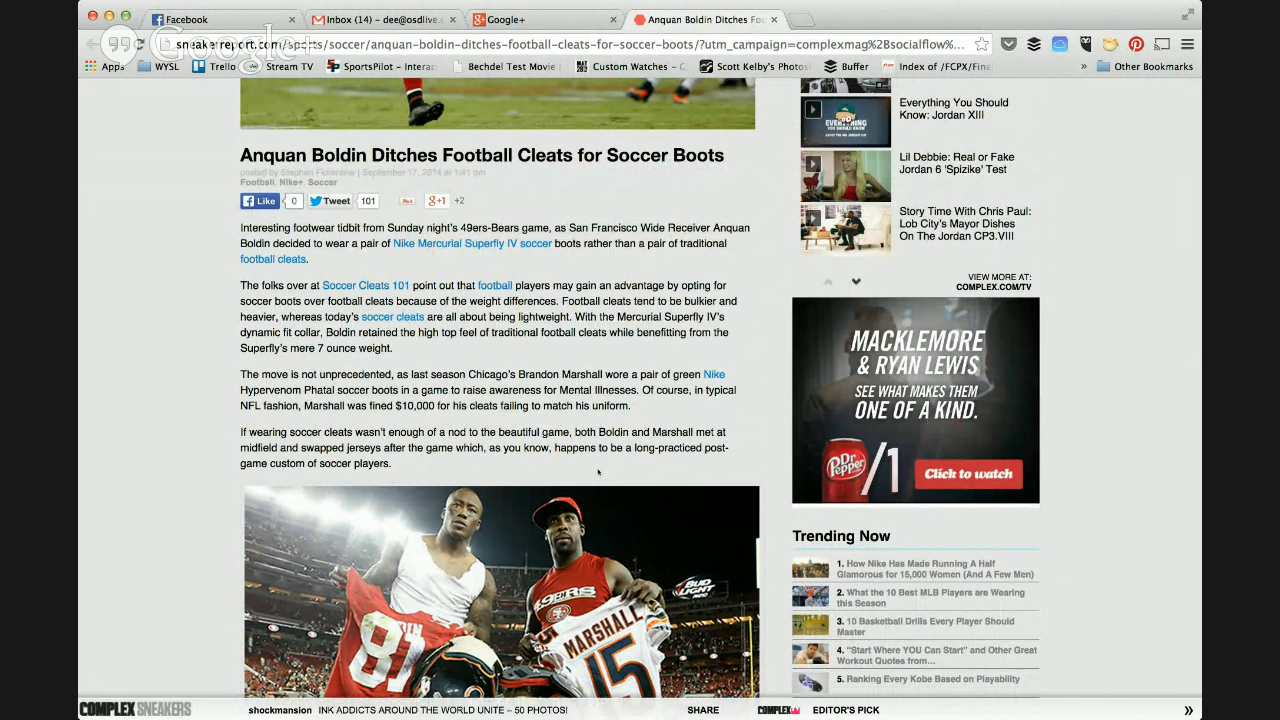 Facebook
Inbox (14) – dee@osdlive.
Google+
Anquan Boldin Ditches Foo
Google+
sneakerreport.com/sports/soccer/anquan-boldin-ditches-football-cleats-for-soccer-boots/?utm_campaign=complexmag%2Bsocialflow%...
Apps
WYSL
Trello
Stream TV
SportsPilot – Interac
Bechdel Test Movie
Custom Watches – C
Scott Kelby's Photos
Buffer
Index of /FCPX/Fina
»
Other Bookmarks
Anquan Boldin Ditches Football Cleats for Soccer Boots
posted by Stephen Fiorentine | September 17, 2014 at 1:41 pm
Football, Nike+, Soccer
Like 0 Tweet 101 g+1 +2
Interesting footwear tidbit from Sunday night's 49ers-Bears game, as San Francisco Wide Receiver Anquan
Boldin decided to wear a pair of Nike Mercurial Superfly IV soccer boots rather than a pair of traditional
football cleats.
The folks over at Soccer Cleats 101 point out that football players may gain an advantage by opting for
soccer boots over football cleats because of the weight differences. Football cleats tend to be bulkier and
heavier, whereas today's soccer cleats are all about being lightweight. With the Mercurial Superfly IV's
dynamic fit collar, Boldin retained the high top feel of traditional football cleats while benefitting from the
Superfly's mere 7 ounce weight.
The move is not unprecedented, as last season Chicago's Brandon Marshall wore a pair of green Nike
Hypervenom Phatal soccer boots in a game to raise awareness for Mental Illnesses. Of course, in typical
NFL fashion, Marshall was fined $10,000 for his cleats failing to match his uniform.
If wearing soccer cleats wasn't enough of a nod to the beautiful game, both Boldin and Marshall met at
midfield and swapped jerseys after the game which, as you know, happens to be a long-practiced post-
game custom of soccer players.
BUD LIGHT
49ERS
81
MARSHALL
15
EVERYTHING
YOU SHOULD KNOW
Everything You Should
Know: Jordan XIII
Lil Debbie: Real or Fake
Jordan 6 'Spizike' Test
Story Time With Chris Paul:
Lob City's Mayor Dishes
On The Jordan CP3.VIII
VIEW MORE AT:
COMPLEX.COM/TV
MACKLEMORE
& RYAN LEWIS
SEE WHAT MAKES THEM
ONE OF A KIND.
Dr Pepper /1
Click to watch
Trending Now
1. How Nike Has Made Running A Half
Glamorous for 15,000 Women (And A Few Men)
2. What the 10 Best MLB Players are Wearing
this Season
3. 10 Basketball Drills Every Player Should
Master
4. "Start Where YOU Can Start" and Other Great
Workout Quotes from...
5. Ranking Every Kobe Based on Playability
COMPLEX SNEAKERS
shockmansion INK ADDICTS AROUND THE WORLD UNITE – 50 PHOTOS!
SHARE
COMPLEX
EDITOR'S PICK
»